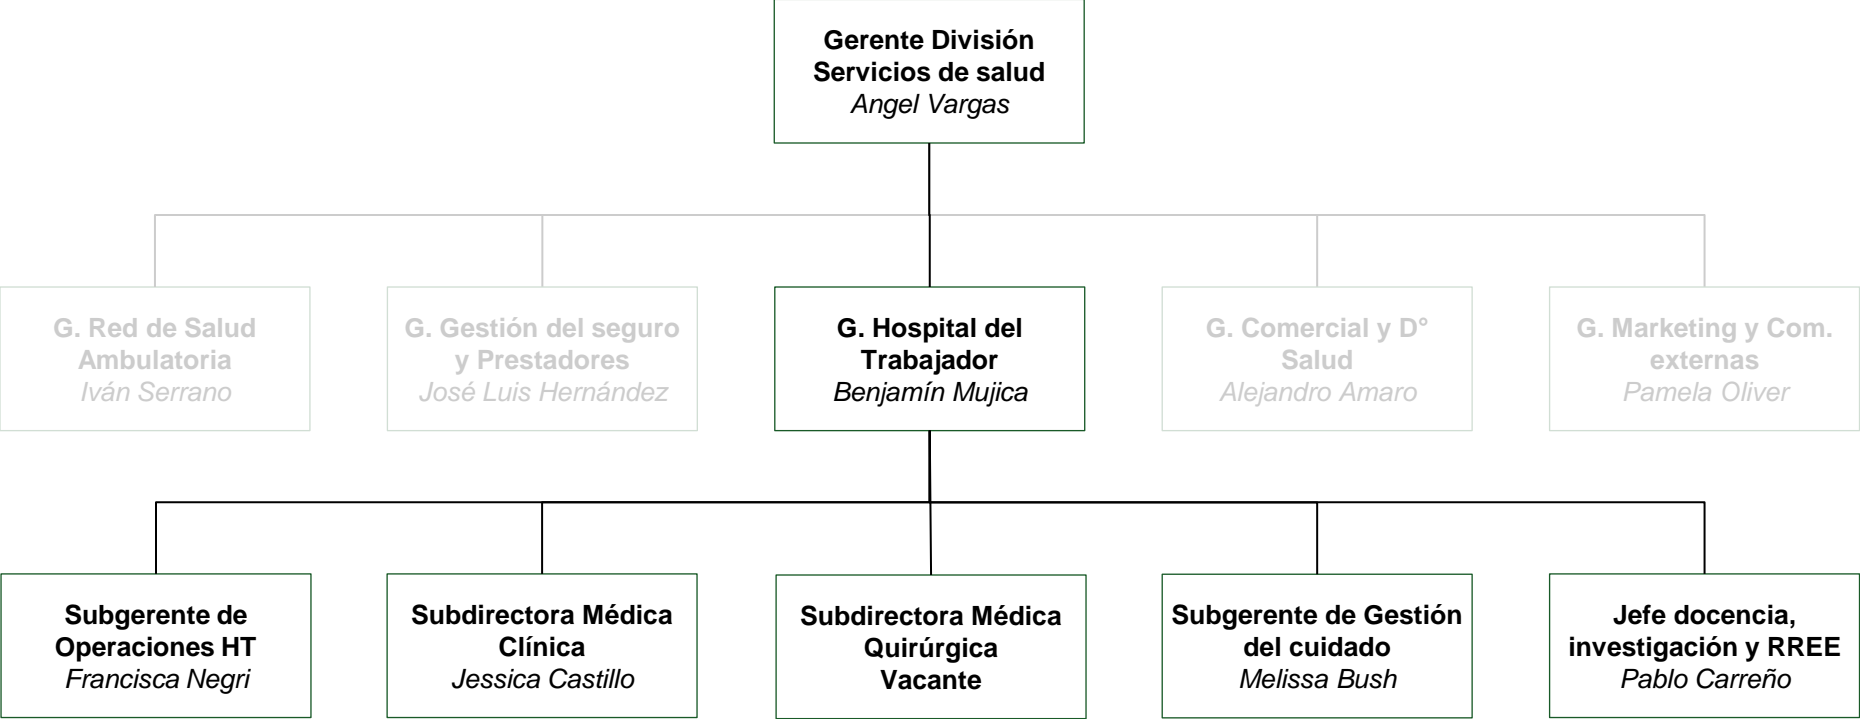 Gerente División
Servicios de salud
Angel Vargas
G. Red de Salud
Ambulatoria
Iván Serrano
G. Gestión del seguro
y Prestadores
José Luis Hernández
G. Hospital del
Trabajador
Benjamín Mujica
G. Comercial y D°
Salud
Alejandro Amaro
G. Marketing y Com.
externas
Pamela Oliver
Subgerente de
Operaciones HT
Francisca Negri
Subdirectora Médica
Clínica
Jessica Castillo
Subdirectora Médica
Quirúrgica
Vacante
Subgerente de Gestión
del cuidado
Melissa Bush
Jefe docencia,
investigación y RREE
Pablo Carreño